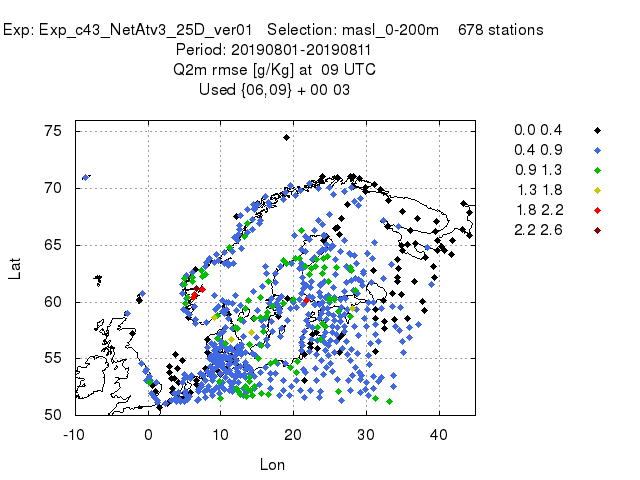 Exp: Exp_c43_NetAtv3_25D_ver01 Selection: masl_0-200m 678 stations
Period: 20190801-20190811
Q2m rmse [g/Kg] at 09 UTC
Used {06,09} + 00 03
0.0 0.4
0.4 0.9
0.9 1.3
1.3 1.8
1.8 2.2
2.2 2.6
75
70
65
60
55
50
Lat
-10 0 10 20 30 40
Lon